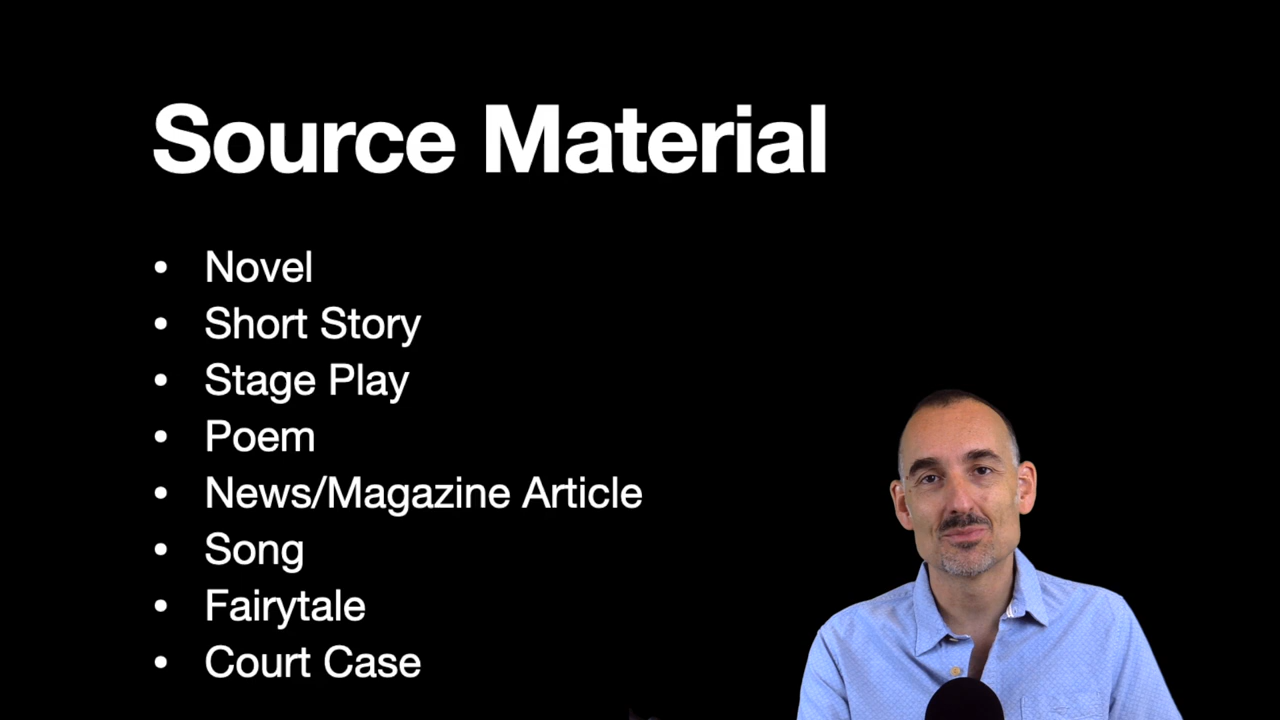 Source Material
• Novel
• Short Story
• Stage Play
• Poem
• News/Magazine Article
• Song
• Fairytale
• Court Case